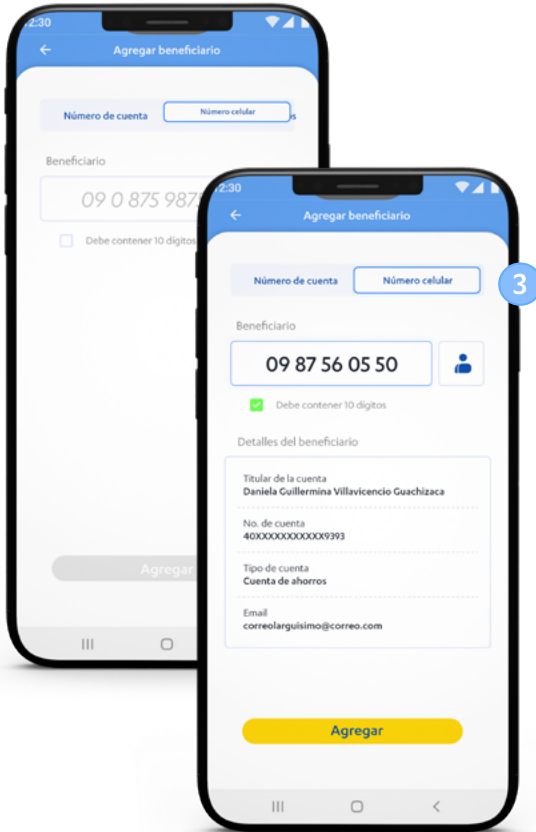 2:30
Agregar beneficiario
Número de cuenta
Número celular
os
Beneficiario
09 0 875 987
Debe contener 10 dígitos
Agregar
2:30
Agregar beneficiario
Número de cuenta
Número celular
3
Beneficiario
09 87 56 05 50
Debe contener 10 dígitos
Detalles del beneficiario
Titular de la cuenta
Daniela Guillermina Villavicencio Guachizaca
No. de cuenta
40XXXXXXXXXXX9393
Tipo de cuenta
Cuenta de ahorros
Email
correolarguisimo@correo.com
Agregar